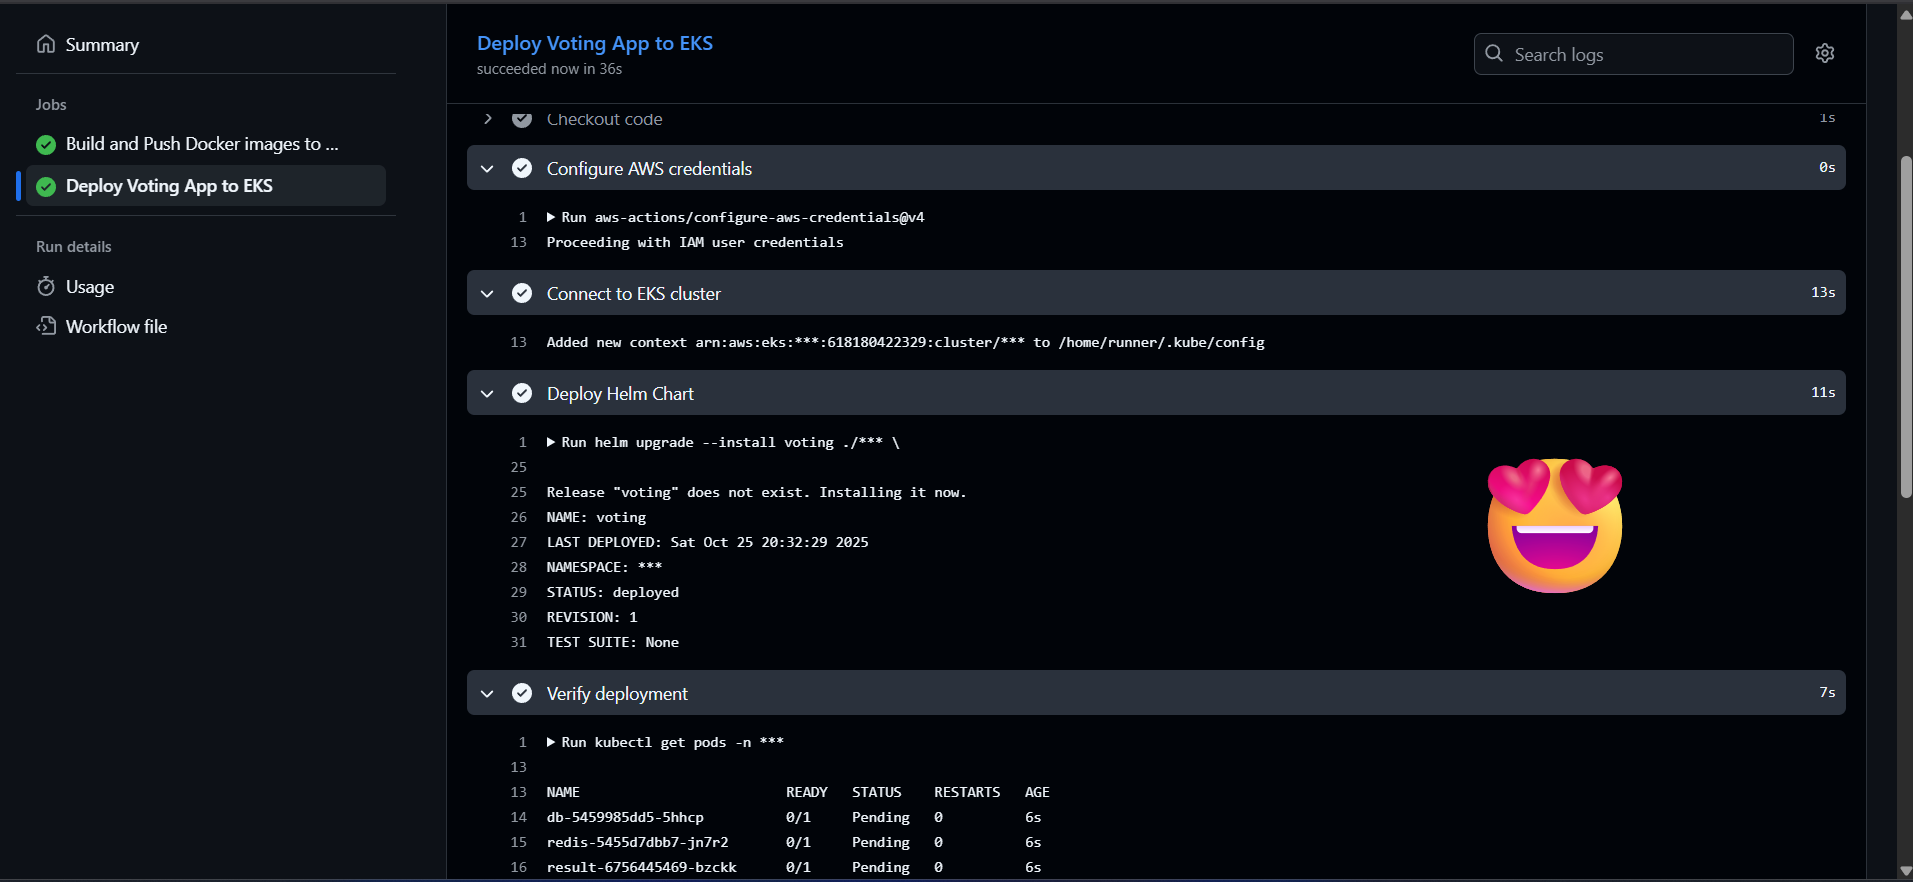 Summary
Jobs
Build and Push Docker images to ...
Deploy Voting App to EKS
Run details
Usage
Workflow file
Deploy Voting App to EKS
succeeded now in 36s
Search logs
Checkout code 1s
Configure AWS credentials 0s
1 Run aws-actions/configure-aws-credentials@v4
13 Proceeding with IAM user credentials
Connect to EKS cluster 13s
13 Added new context arn:aws:eks:***:618180422329:cluster/*** to /home/runner/.kube/config
Deploy Helm Chart 11s
1 Run helm upgrade --install voting ./*** \
25
25 Release "voting" does not exist. Installing it now.
26 NAME: voting
27 LAST DEPLOYED: Sat Oct 25 20:32:29 2025
28 NAMESPACE: ***
29 STATUS: deployed
30 REVISION: 1
31 TEST SUITE: None
Verify deployment 7s
1 Run kubectl get pods -n ***
13
13 NAME READY STATUS RESTARTS AGE
14 db-5459985dd5-5hhcp 0/1 Pending 0 6s
15 redis-5455d7dbb7-jn7r2 0/1 Pending 0 6s
16 result-6756445469-bzckk 0/1 Pending 0 6s